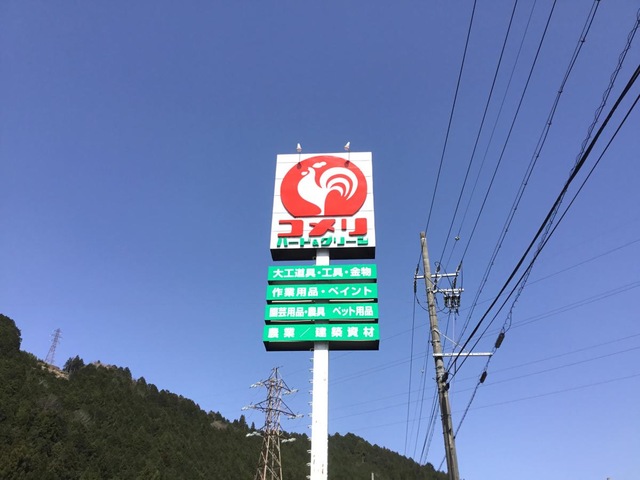 コメリ
ハード&グリーン
大工道具・工具・金物
作業用品・ペイント
園芸用品・農具 ペット用品
農業／建築資材